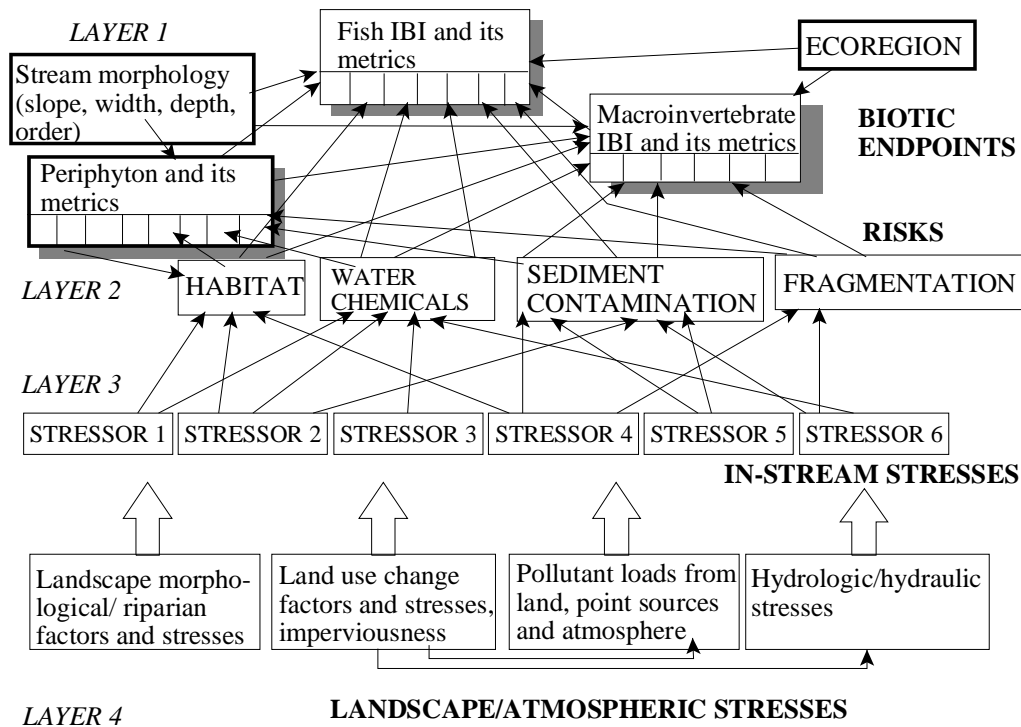 LAYER 1
Fish IBI and its
metrics
ECOREGION
Stream morphology
(slope, width, depth,
order)
Macroinvertebrate
IBI and its metrics
BIOTIC
ENDPOINTS
Periphyton and its
metrics
RISKS
LAYER 2
HABITAT
WATER
CHEMICALS
SEDIMENT
CONTAMINATION
FRAGMENTATION
LAYER 3
STRESSOR 1
STRESSOR 2
STRESSOR 3
STRESSOR 4
STRESSOR 5
STRESSOR 6
IN-STREAM STRESSES
Landscape morpho-
logical/ riparian
factors and stresses
Land use change
factors and stresses,
imperviousness
Pollutant loads from
land, point sources
and atmosphere
Hydrologic/hydraulic
stresses
LAYER 4
LANDSCAPE/ATMOSPHERIC STRESSES